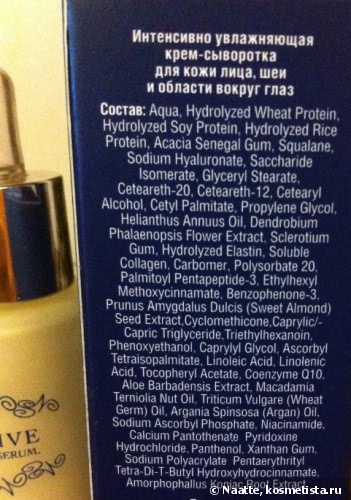 Интенсивно увлажняющая
крем-сыворотка
для кожи лица, шеи
и области вокруг глаз
Состав: Aqua, Hydrolyzed Wheat Protein,
Hydrolyzed Soy Protein, Hydrolyzed Rice
Protein, Acacia Senegal Gum, Squalane,
Sodium Hyaluronate, Saccharide
Isomerate, Glyceryl Stearate,
Ceteareth-20, Ceteareth-12, Cetearyl
Alcohol, Cetyl Palmitate, Propylene Glycol,
Helianthus Annuus Oil, Dendrobium
Phalaenopsis Flower Extract, Sclerotium
Gum, Hydrolyzed Elastin, Soluble
Collagen, Carbomer, Polysorbate 20,
Palmitoyl Pentapeptide-3, Ethylhexyl
Methoxycinnamate, Benzophenone-3,
Prunus Amygdalus Dulcis (Sweet Almond)
Seed Extract,Cyclomethicone,Caprylic/-
Capric Triglyceride,Triethylhexanoin,
Phenoxyethanol, Caprylyl Glycol, Ascorbyl
Tetraisopalmitate, Linoleic Acid, Linolenic
Acid, Tocopheryl Acetate, Coenzyme Q10,
Aloe Barbadensis Extract, Macadamia
Terniolia Nut Oil, Triticum Vulgare (Wheat
Germ) Oil, Argania Spinsosa (Argan) Oil,
Sodium Ascorbyl Phosphate, Niacinamide,
Calcium Pantothenate Pyridoxine
Hydrochloride, Panthenol, Xanthan Gum,
Sodium Polyacrylate Pentaerythrityl
Tetra-Di-T-Butyl Hydroxyhydrocinnamate,
Amorphophallus Konjac Root Extract
IVE
SERUM.
© Naatte, kosmetista.ru